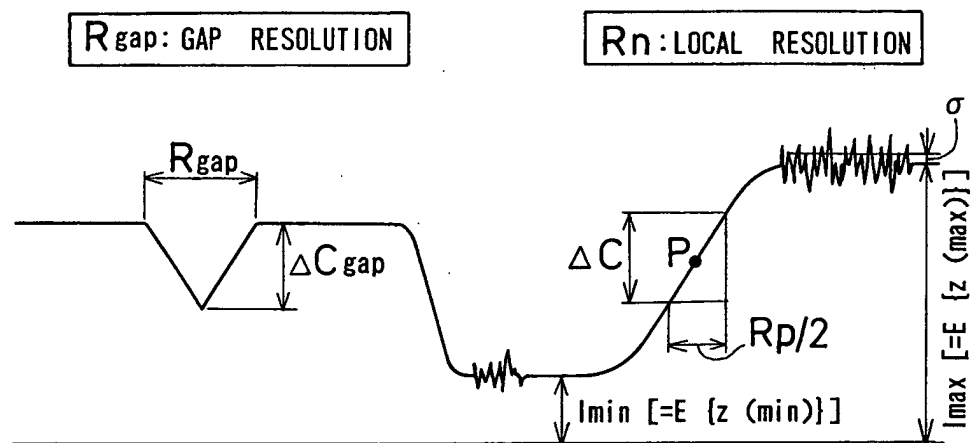 Rgap: GAP RESOLUTION
Rn: LOCAL RESOLUTION
σ
Rgap
ΔCgap
ΔC
P
Rp/2
Imin [=E {z (min)}]
Imax [=E {z (max)}]